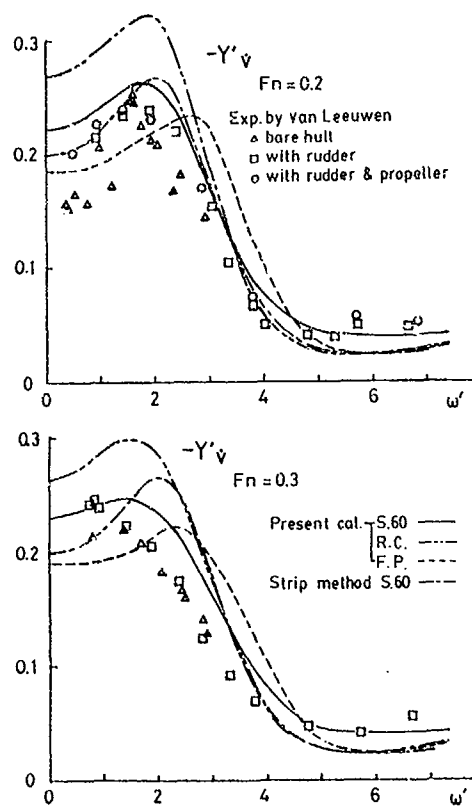 0.3
-Y'v̇
Fn=0.2
Exp. by van Leeuwen
△ bare hull
□ with rudder
○ with rudder & propeller
0.2
0.1
0
0 2 4 6 ω'
0.3
-Y'v̇
Fn=0.3
Present cal. S.60
R.C.
F.P.
Strip method S.60
0.2
0.1
0
0 2 4 6 ω'